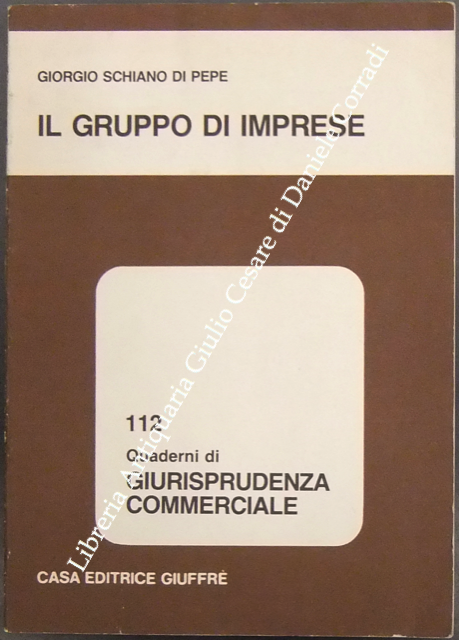 GIORGIO SCHIANO DI PEPE
IL GRUPPO DI IMPRESE
112
Quaderni di
GIURISPRUDENZA
COMMERCIALE
CASA EDITRICE GIUFFRÈ
Libreria Antiquaria Giulio Cesare di Daniele Corradi